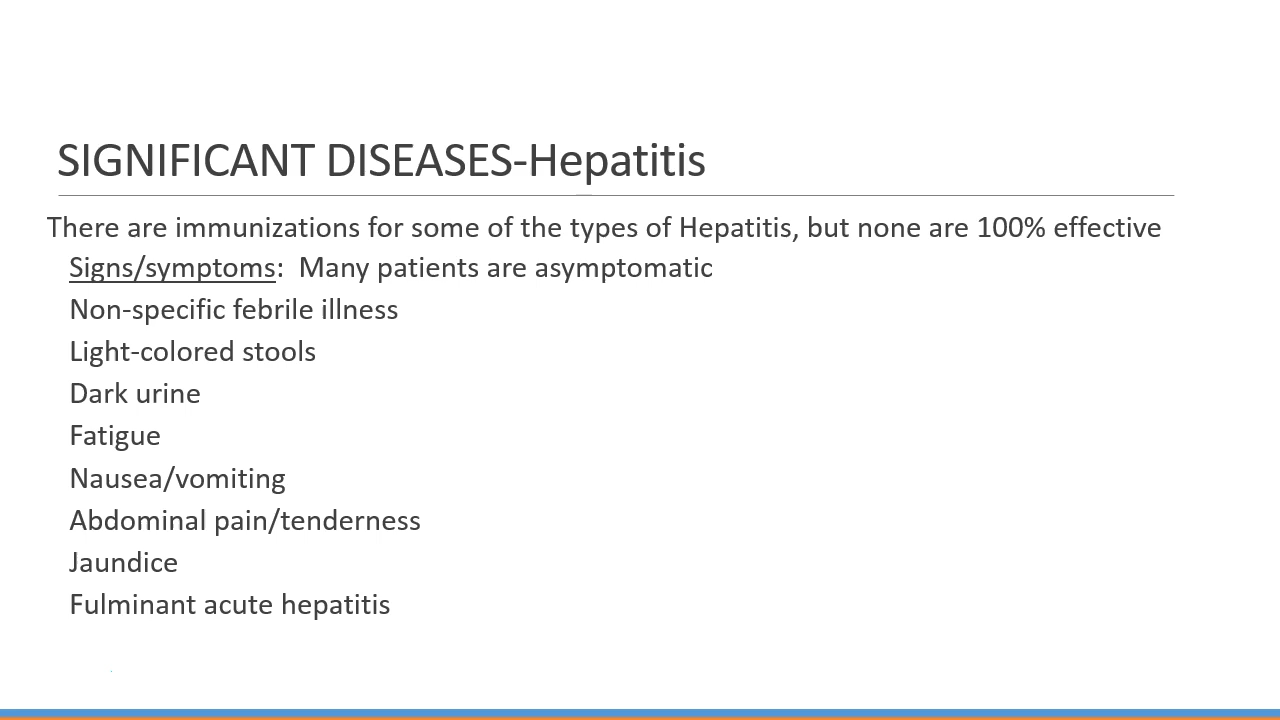 SIGNIFICANT DISEASES-Hepatitis
There are immunizations for some of the types of Hepatitis, but none are 100% effective
Signs/symptoms:  Many patients are asymptomatic
Non-specific febrile illness
Light-colored stools
Dark urine
Fatigue
Nausea/vomiting
Abdominal pain/tenderness
Jaundice
Fulminant acute hepatitis